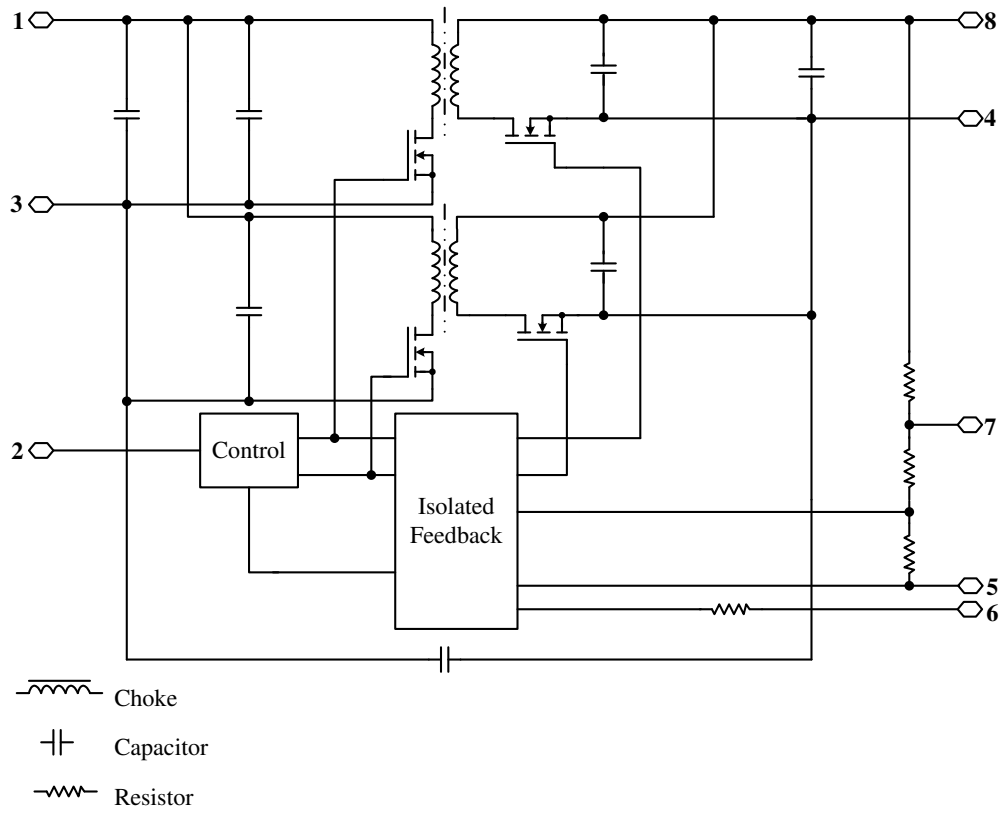 1
8
4
3
7
2
Control
Isolated
Feedback
5
6
Choke
Capacitor
Resistor